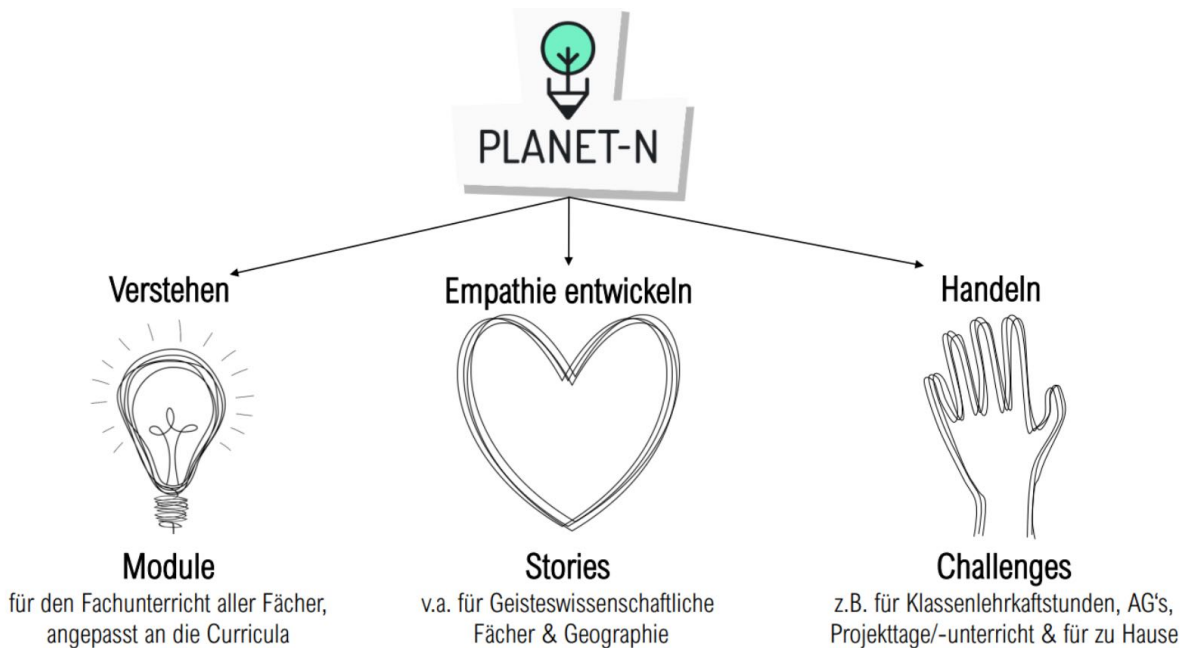 PLANET-N
Verstehen
Empathie entwickeln
Handeln
Module
für den Fachunterricht aller Fächer,
angepasst an die Curricula
Stories
v.a. für Geisteswissenschaftliche
Fächer & Geographie
Challenges
z.B. für Klassenlehrkaftstunden, AG's,
Projekttage/-unterricht & für zu Hause